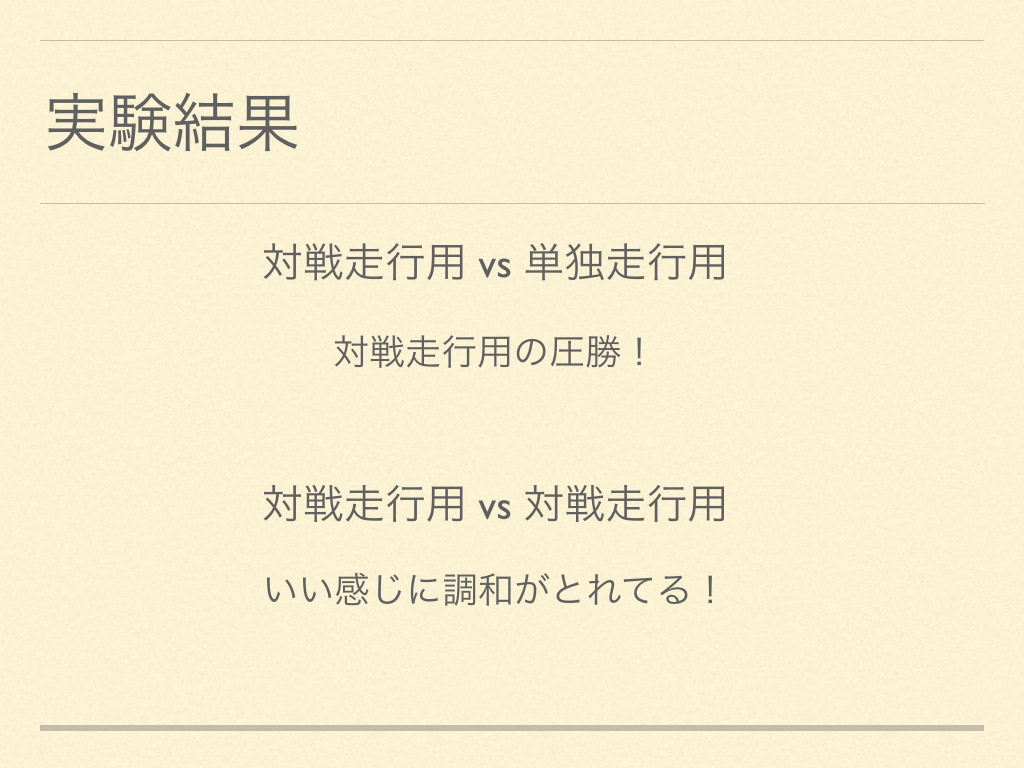 実験結果
対戦走行用 vs 単独走行用
対戦走行用の圧勝！
対戦走行用 vs 対戦走行用
いい感じに調和がとれてる！